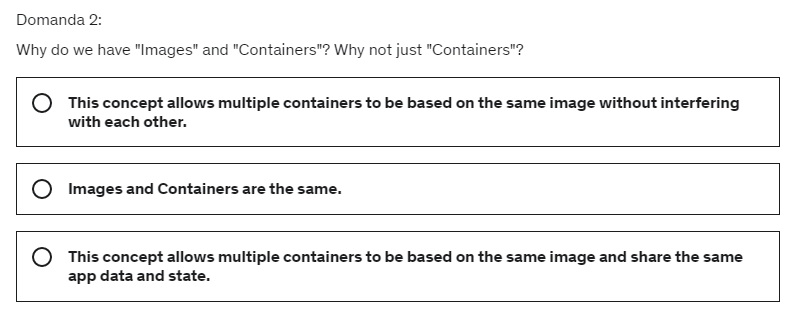 Domanda 2:
Why do we have "Images" and "Containers"? Why not just "Containers"?
This concept allows multiple containers to be based on the same image without interfering
with each other.
Images and Containers are the same.
This concept allows multiple containers to be based on the same image and share the same
app data and state.